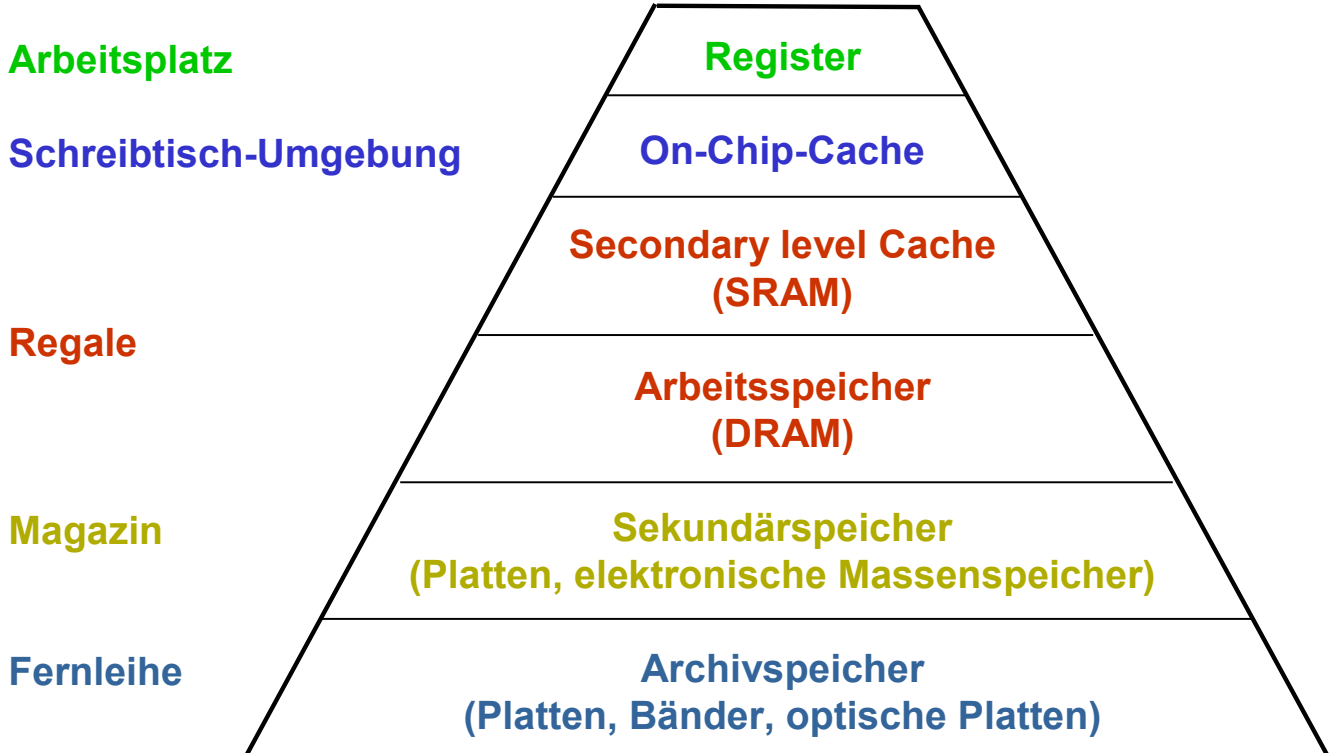 Arbeitsplatz
Register
Schreibtisch-Umgebung
On-Chip-Cache
Secondary level Cache
(SRAM)
Regale
Arbeitsspeicher
(DRAM)
Magazin
Sekundärspeicher
(Platten, elektronische Massenspeicher)
Fernleihe
Archivspeicher
(Platten, Bänder, optische Platten)